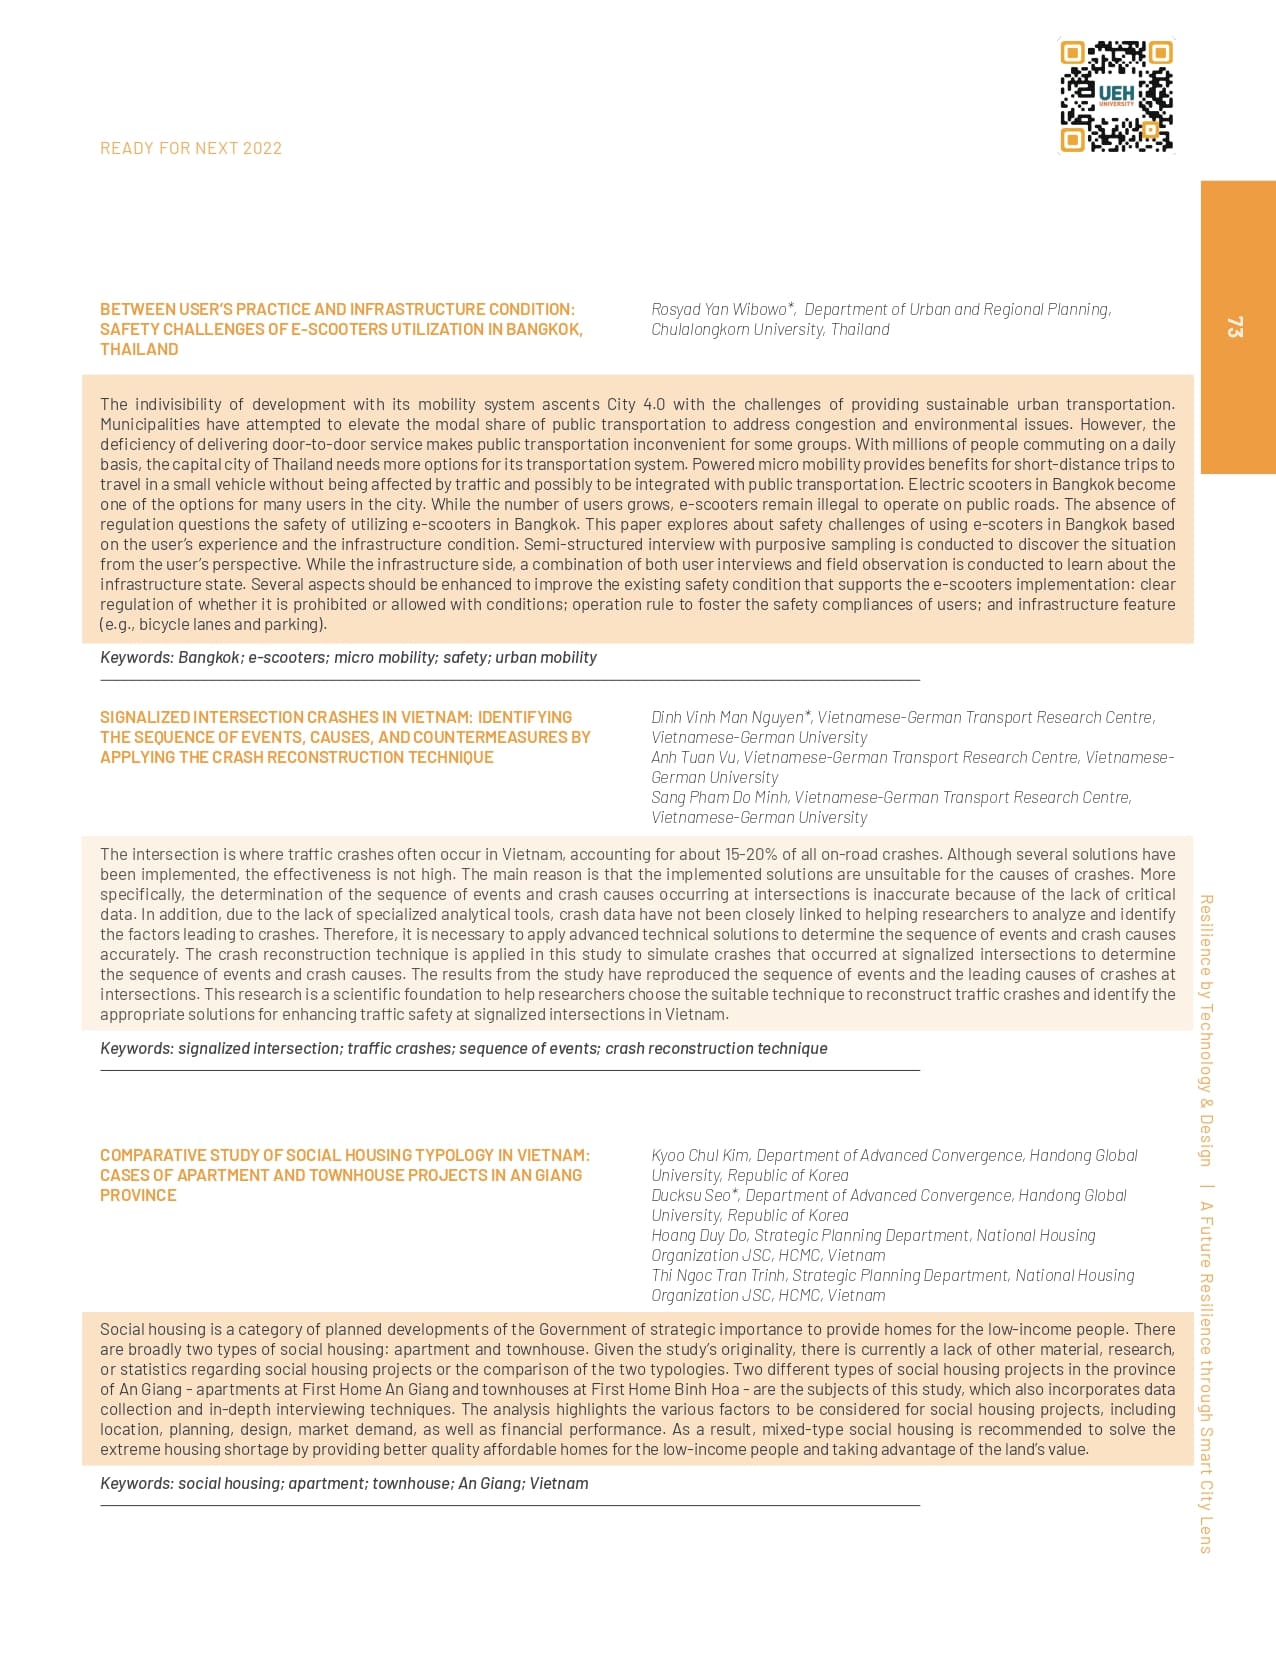 UEH
UNIVERSITY
READY FOR NEXT 2022
73
BETWEEN USER'S PRACTICE AND INFRASTRUCTURE CONDITION:
SAFETY CHALLENGES OF E-SCOOTERS UTILIZATION IN BANGKOK,
THAILAND
Rosyad Yan Wibowo*, Department of Urban and Regional Planning,
Chulalongkorn University, Thailand
The indivisibility of development with its mobility system ascents City 4.0 with the challenges of providing sustainable urban transportation.
Municipalities have attempted to elevate the modal share of public transportation to address congestion and environmental issues. However, the
deficiency of delivering door-to-door service makes public transportation inconvenient for some groups. With millions of people commuting on a daily
basis, the capital city of Thailand needs more options for its transportation system. Powered micro mobility provides benefits for short-distance trips to
travel in a small vehicle without being affected by traffic and possibly to be integrated with public transportation. Electric scooters in Bangkok become
one of the options for many users in the city. While the number of users grows, e-scooters remain illegal to operate on public roads. The absence of
regulation questions the safety of utilizing e-scooters in Bangkok. This paper explores about safety challenges of using e-scoters in Bangkok based
on the user's experience and the infrastructure condition. Semi-structured interview with purposive sampling is conducted to discover the situation
from the user's perspective. While the infrastructure side, a combination of both user interviews and field observation is conducted to learn about the
infrastructure state. Several aspects should be enhanced to improve the existing safety condition that supports the e-scooters implementation: clear
regulation of whether it is prohibited or allowed with conditions; operation rule to foster the safety compliances of users; and infrastructure feature
(e.g., bicycle lanes and parking).
Keywords: Bangkok; e-scooters; micro mobility; safety; urban mobility
SIGNALIZED INTERSECTION CRASHES IN VIETNAM: IDENTIFYING
THE SEQUENCE OF EVENTS, CAUSES, AND COUNTERMEASURES BY
APPLYING THE CRASH RECONSTRUCTION TECHNIQUE
Dinh Vinh Man Nguyen*, Vietnamese-German Transport Research Centre,
Vietnamese-German University
Anh Tuan Vu, Vietnamese-German Transport Research Centre, Vietnamese-
German University
Sang Pham Do Minh, Vietnamese-German Transport Research Centre,
Vietnamese-German University
The intersection is where traffic crashes often occur in Vietnam, accounting for about 15-20% of all on-road crashes. Although several solutions have
been implemented, the effectiveness is not high. The main reason is that the implemented solutions are unsuitable for the causes of crashes. More
specifically, the determination of the sequence of events and crash causes occurring at intersections is inaccurate because of the lack of critical
data. In addition, due to the lack of specialized analytical tools, crash data have not been closely linked to helping researchers to analyze and identify
the factors leading to crashes. Therefore, it is necessary to apply advanced technical solutions to determine the sequence of events and crash causes
accurately. The crash reconstruction technique is applied in this study to simulate crashes that occurred at signalized intersections to determine
the sequence of events and crash causes. The results from the study have reproduced the sequence of events and the leading causes of crashes at
intersections. This research is a scientific foundation to help researchers choose the suitable technique to reconstruct traffic crashes and identify the
appropriate solutions for enhancing traffic safety at signalized intersections in Vietnam.
Keywords: signalized intersection; traffic crashes; sequence of events; crash reconstruction technique
COMPARATIVE STUDY OF SOCIAL HOUSING TYPOLOGY IN VIETNAM:
CASES OF APARTMENT AND TOWNHOUSE PROJECTS IN AN GIANG
PROVINCE
Kyoo Chul Kim, Department of Advanced Convergence, Handong Global
University, Republic of Korea
Ducksu Seo*, Department of Advanced Convergence, Handong Global
University, Republic of Korea
Hoang Duy Do, Strategic Planning Department, National Housing
Organization JSC, HCMC, Vietnam
Thi Ngoc Tran Trinh, Strategic Planning Department, National Housing
Organization JSC, HCMC, Vietnam
Social housing is a category of planned developments of the Government of strategic importance to provide homes for the low-income people. There
are broadly two types of social housing: apartment and townhouse. Given the study's originality, there is currently a lack of other material, research,
or statistics regarding social housing projects or the comparison of the two typologies. Two different types of social housing projects in the province
of An Giang - apartments at First Home An Giang and townhouses at First Home Binh Hoa - are the subjects of this study, which also incorporates data
collection and in-depth interviewing techniques. The analysis highlights the various factors to be considered for social housing projects, including
location, planning, design, market demand, as well as financial performance. As a result, mixed-type social housing is recommended to solve the
extreme housing shortage by providing better quality affordable homes for the low-income people and taking advantage of the land's value.
Keywords: social housing; apartment; townhouse; An Giang; Vietnam
Resilience by Technology & Design | A Future Resilience through Smart City Lens